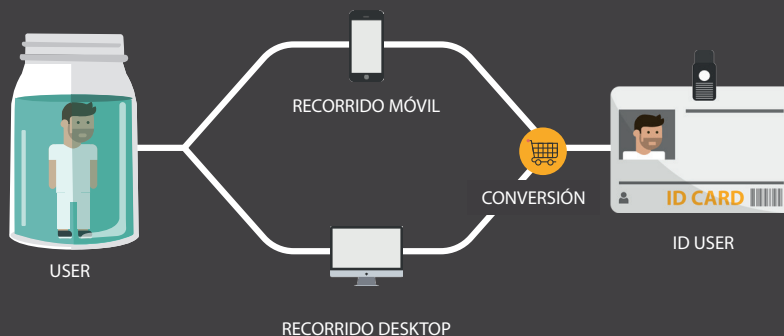 RECORRIDO MÓVIL
CONVERSIÓN
ID CARD
USER
ID USER
RECORRIDO DESKTOP